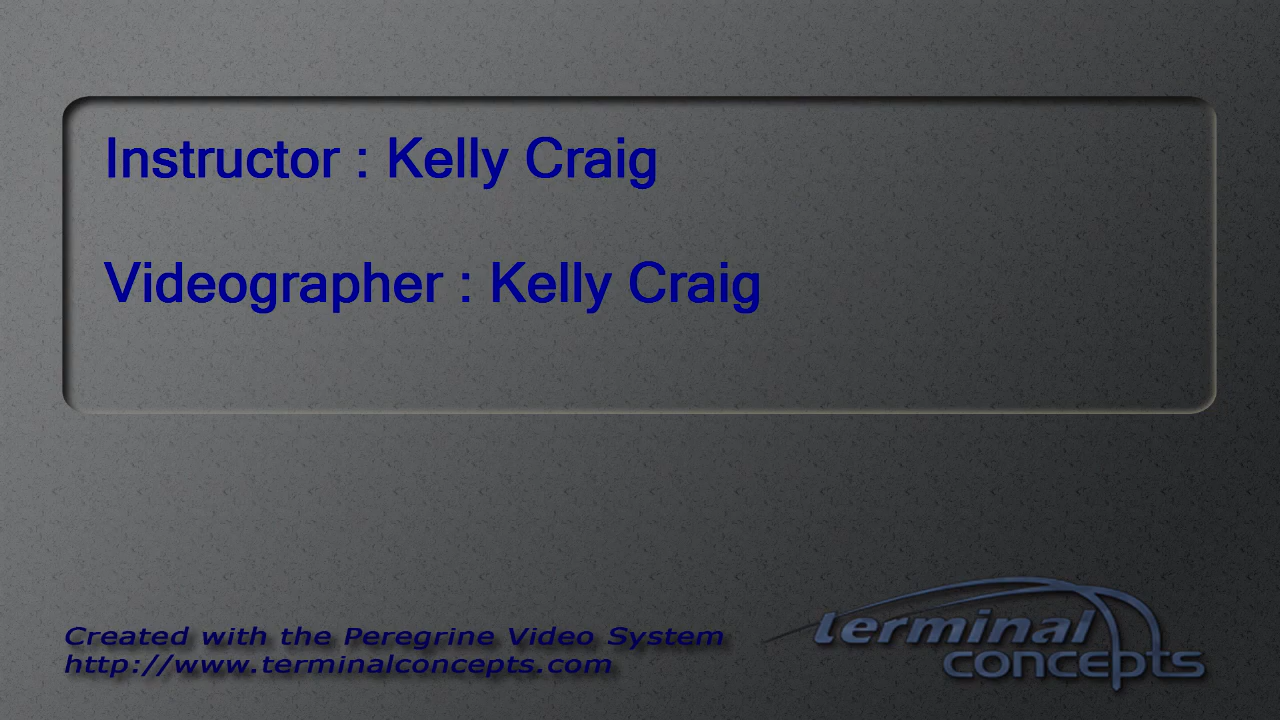 Instructor : Kelly Craig
Videographer : Kelly Craig
Created with the Peregrine Video System
http://www.terminalconcepts.com
terminal
concepts